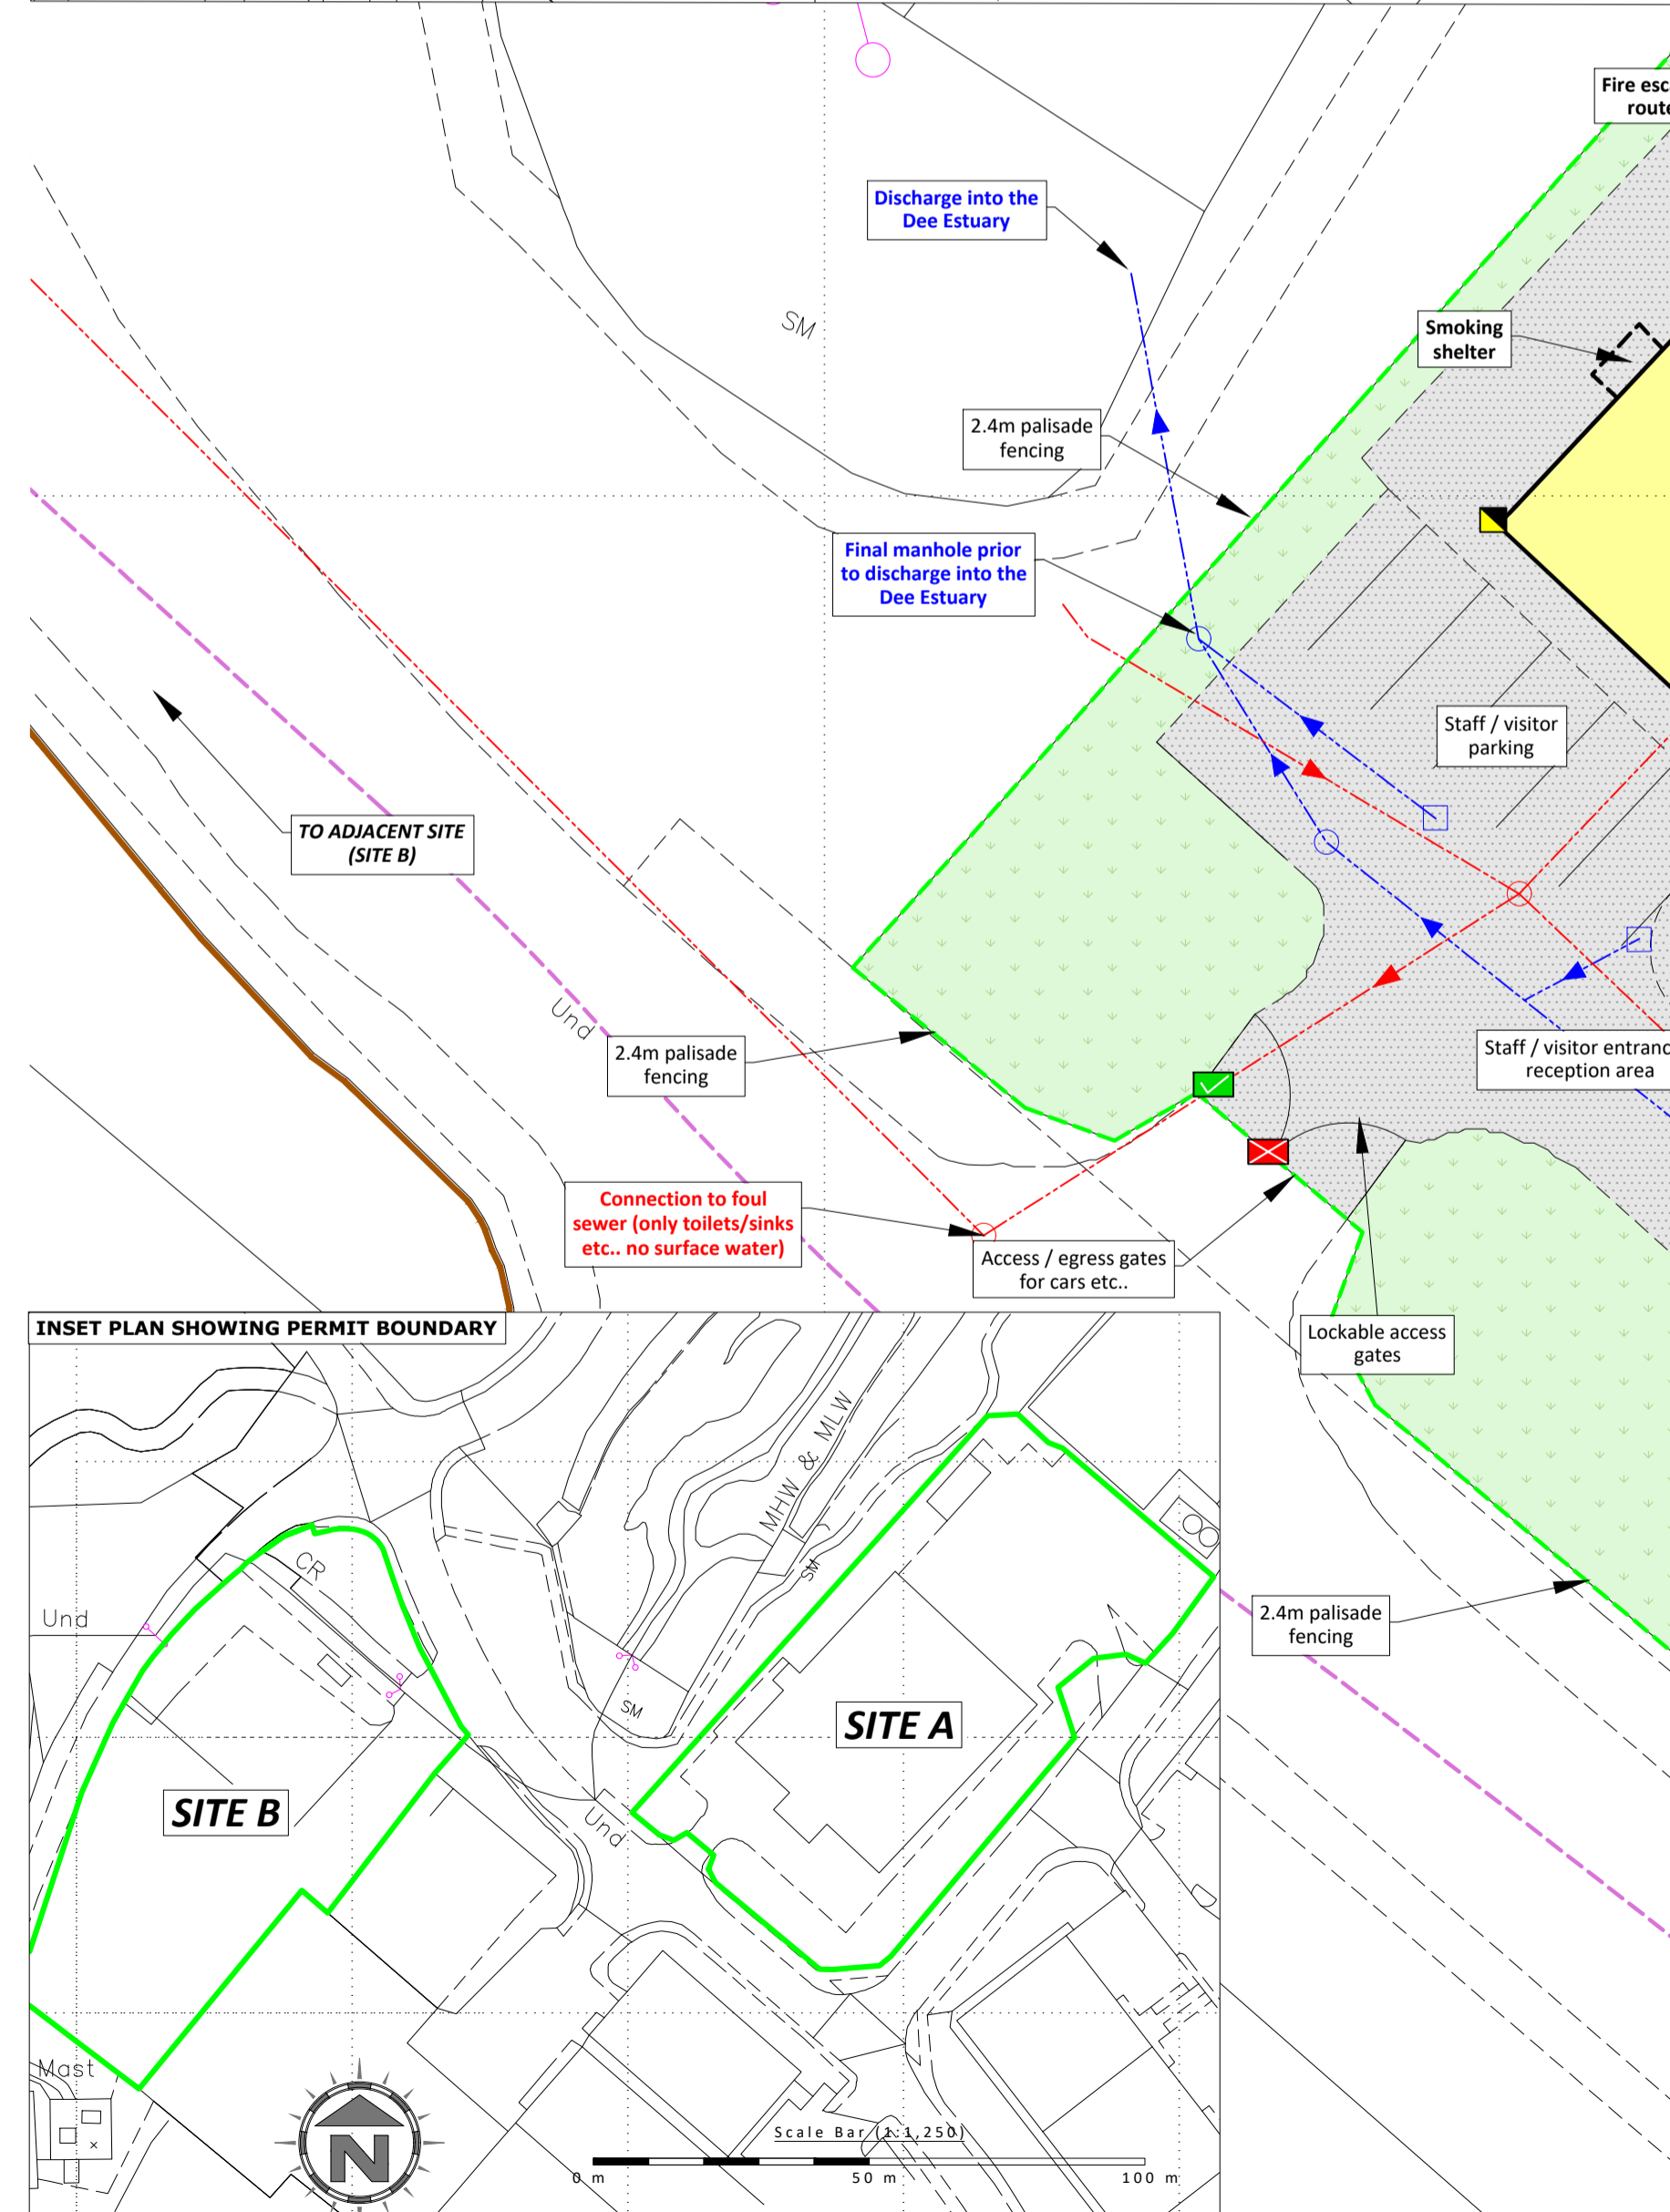 Fire esc
route
Discharge into the
Dee Estuary
SM
Smoking
shelter
2.4m palisade
fencing
Final manhole prior
to discharge into the
Dee Estuary
Staff / visitor
parking
TO ADJACENT SITE
(SITE B)
Und
2.4m palisade
fencing
Staff / visitor entranc
reception area
Connection to foul
sewer (only toilets/sinks
etc.. no surface water)
Access / egress gates
for cars etc..
Lockable access
gates
INSET PLAN SHOWING PERMIT BOUNDARY
MHW & MLW
CR
SM
Und
2.4m palisade
fencing
SM
SITE A
SITE B
Und
Mast
N
Scale Bar (1:1,250)
0 m
50 m
100 m